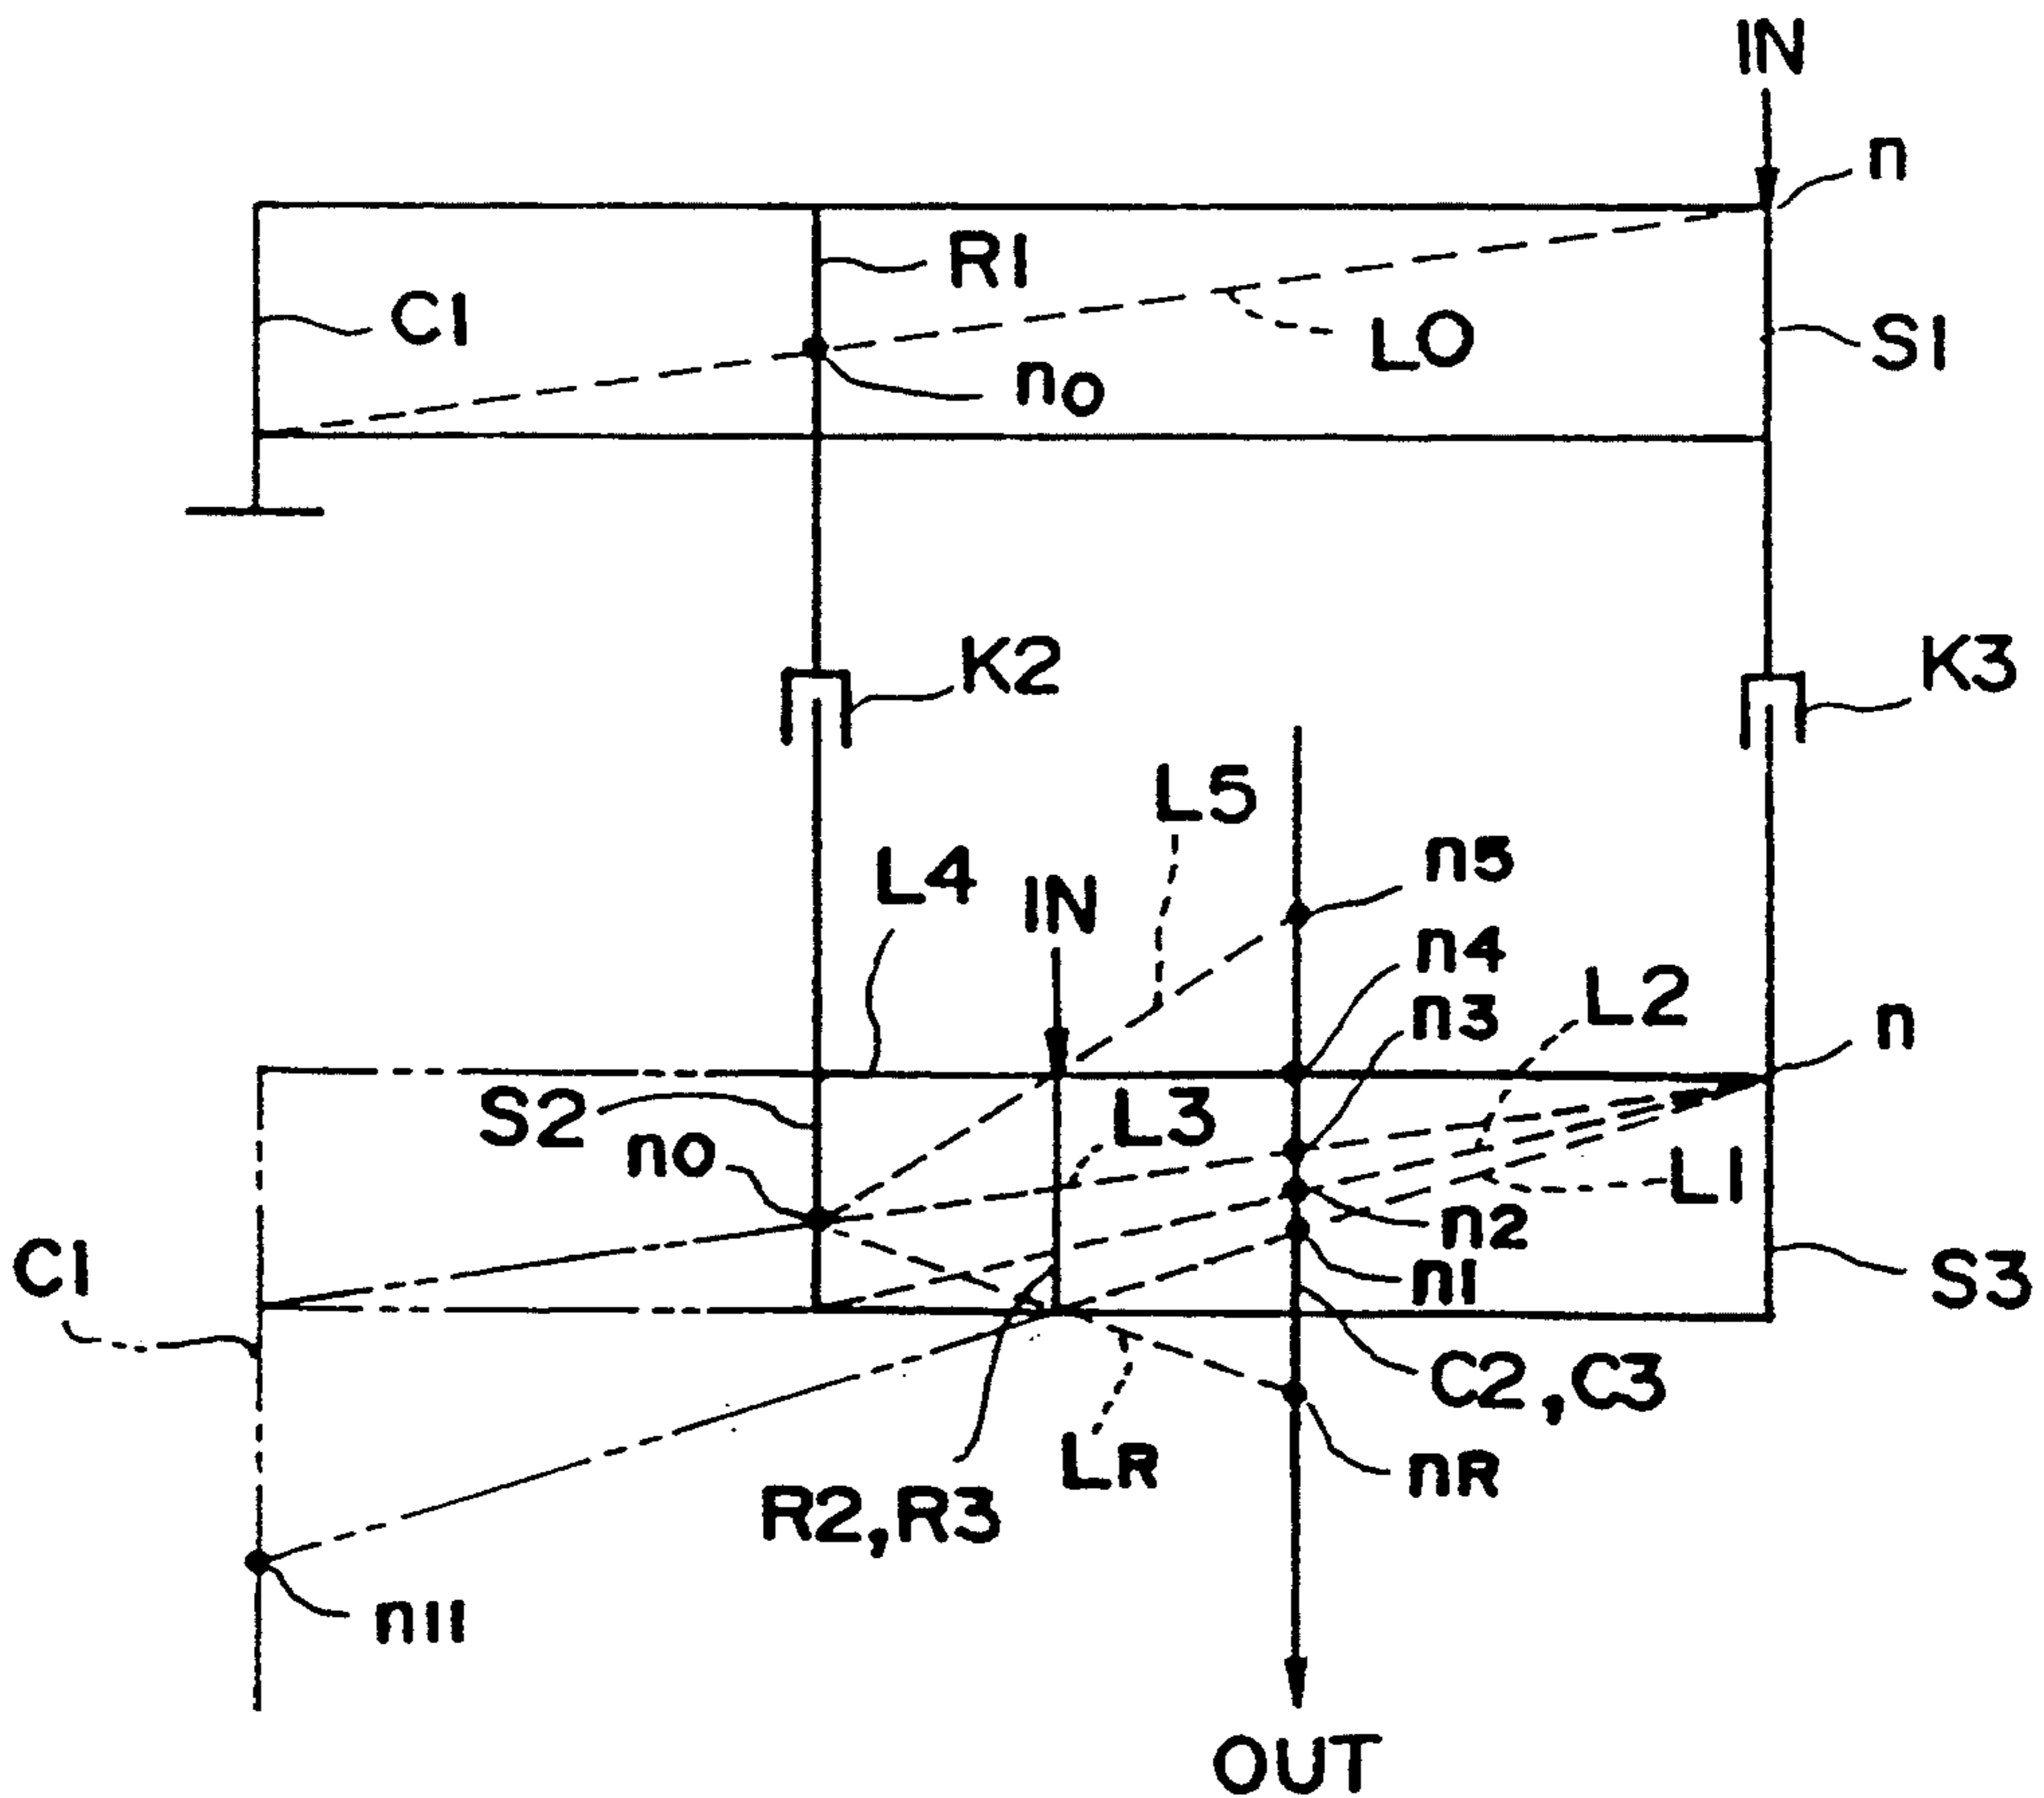 IN
n
R1
C1
LO
S1
no
K2
K3
L5
n5
L4
IN
n4
L2
n3
n
S2
L3
no
L1
n2
C1
n1
S3
C2,C3
LR
nR
R2,R3
n11
OUT